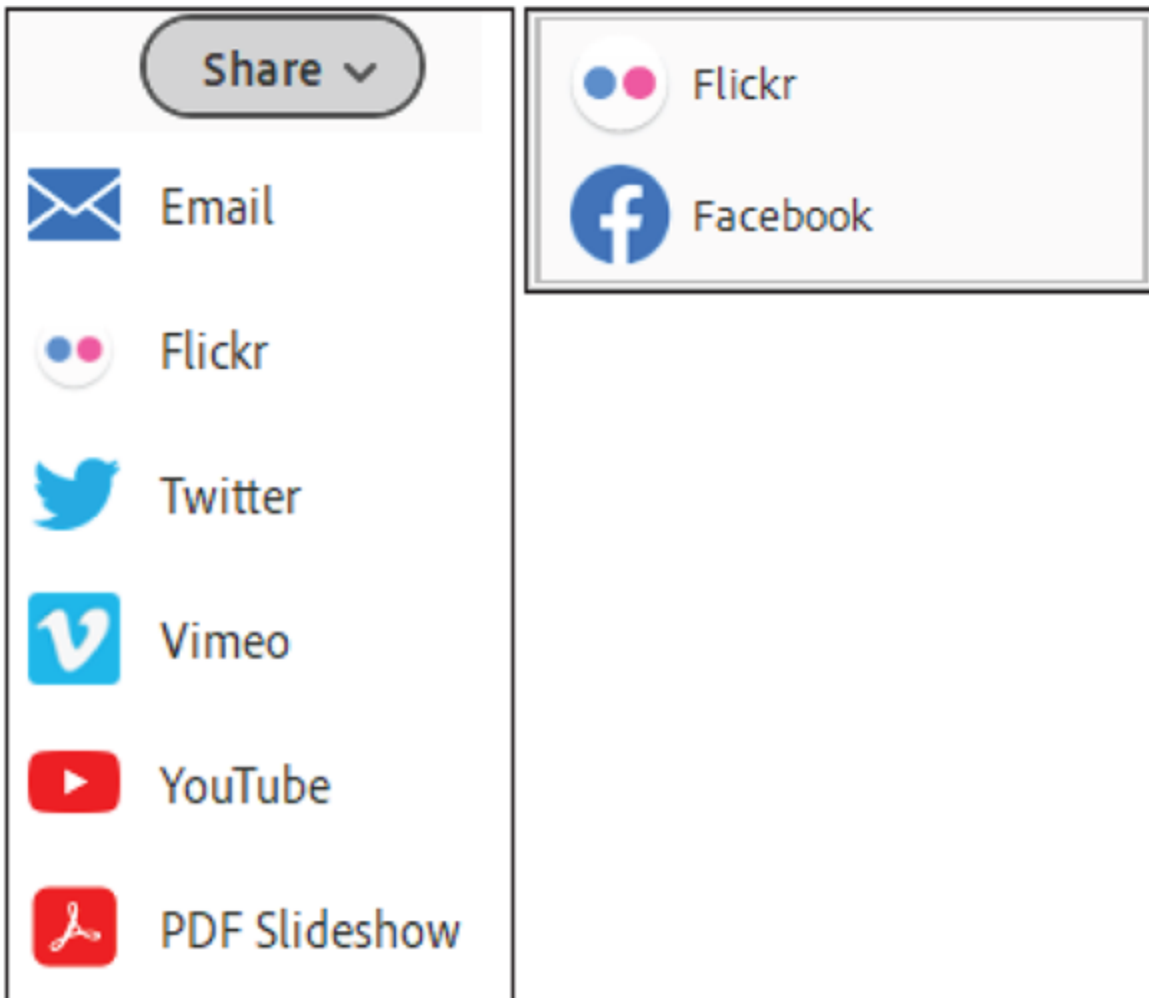 Share
Email
Flickr
Twitter
Vimeo
YouTube
PDF Slideshow
Flickr
Facebook